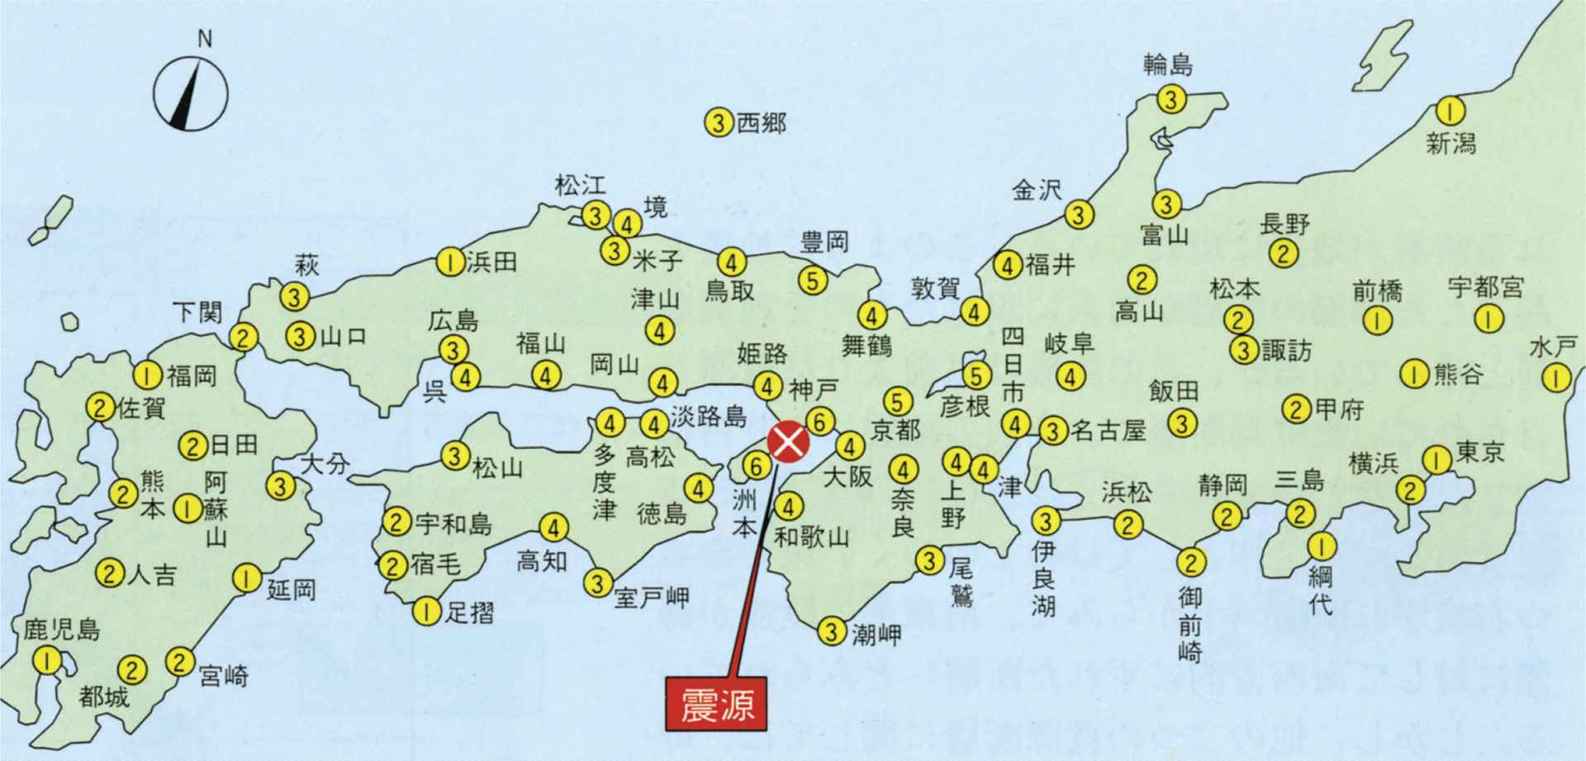 N
輪島
3
3
西郷
1
新潟
松江
3
4
境
金沢
3
3
富山
萩
3
1
浜田
3
米子
4
鳥取
豊岡
5
4
福井
長野
2
下関
2
3
山口
広島
3
津山
4
敦賀
4
4
舞鶴
2
高山
松本
2
前橋
1
宇都宮
1
1
福岡
呉
4
福山
4
岡山
4
姫路
4
四日市
4
5
彦根
岐阜
4
3
諏訪
1
熊谷
水戸
1
2
佐賀
4
多度津
4
高松
淡路島
神戸
6
5
京都
3
名古屋
飯田
3
2
甲府
2
日田
3
松山
6
洲本
4
大阪
4
奈良
4
上野
4
津
横浜
2
1
東京
2
熊本
1
阿蘇山
大分
3
4
徳島
4
和歌山
2
宇和島
4
高知
3
伊良湖
浜松
2
静岡
2
三島
2
2
人吉
1
延岡
2
宿毛
3
室戸岬
3
尾鷲
2
御前崎
1
網代
1
足摺
3
潮岬
鹿児島
1
2
都城
2
宮崎
震源